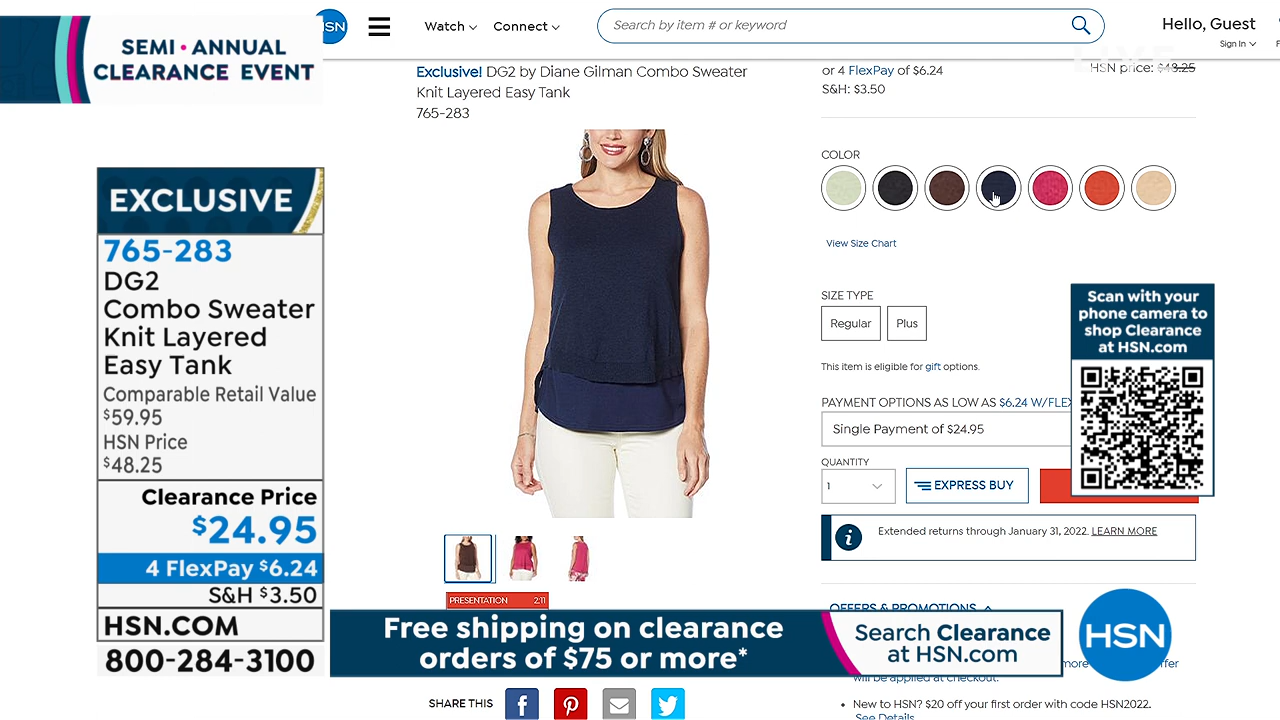 SEMI • ANNUAL
CLEARANCE EVENT
HSN
Watch
Connect
Search by item # or keyword
Hello, Guest
Sign In
LIVE
Exclusive! DG2 by Diane Gilman Combo Sweater
Knit Layered Easy Tank
765-283
or 4 FlexPay of $6.24
HSN price: $48.25
S&H: $3.50
COLOR
View Size Chart
SIZE TYPE
Regular
Plus
This item is eligible for gift options.
PAYMENT OPTIONS AS LOW AS $6.24 W/FLEX
Single Payment of $24.95
QUANTITY
1
EXPRESS BUY
Extended returns through January 31, 2022. LEARN MORE
OFFERS & PROMOTIONS
will be applied at checkout.
• New to HSN? $20 off your first order with code HSN2022.
See Details
PRESENTATION 2:11
SHARE THIS
EXCLUSIVE
765-283
DG2
Combo Sweater
Knit Layered
Easy Tank
Comparable Retail Value
$59.95
HSN Price
$48.25
Clearance Price
$24.95
4 FlexPay $6.24
S&H $3.50
HSN.COM
800-284-3100
Scan with your
phone camera to
shop Clearance
at HSN.com
Free shipping on clearance
orders of $75 or more*
Search Clearance
at HSN.com
HSN